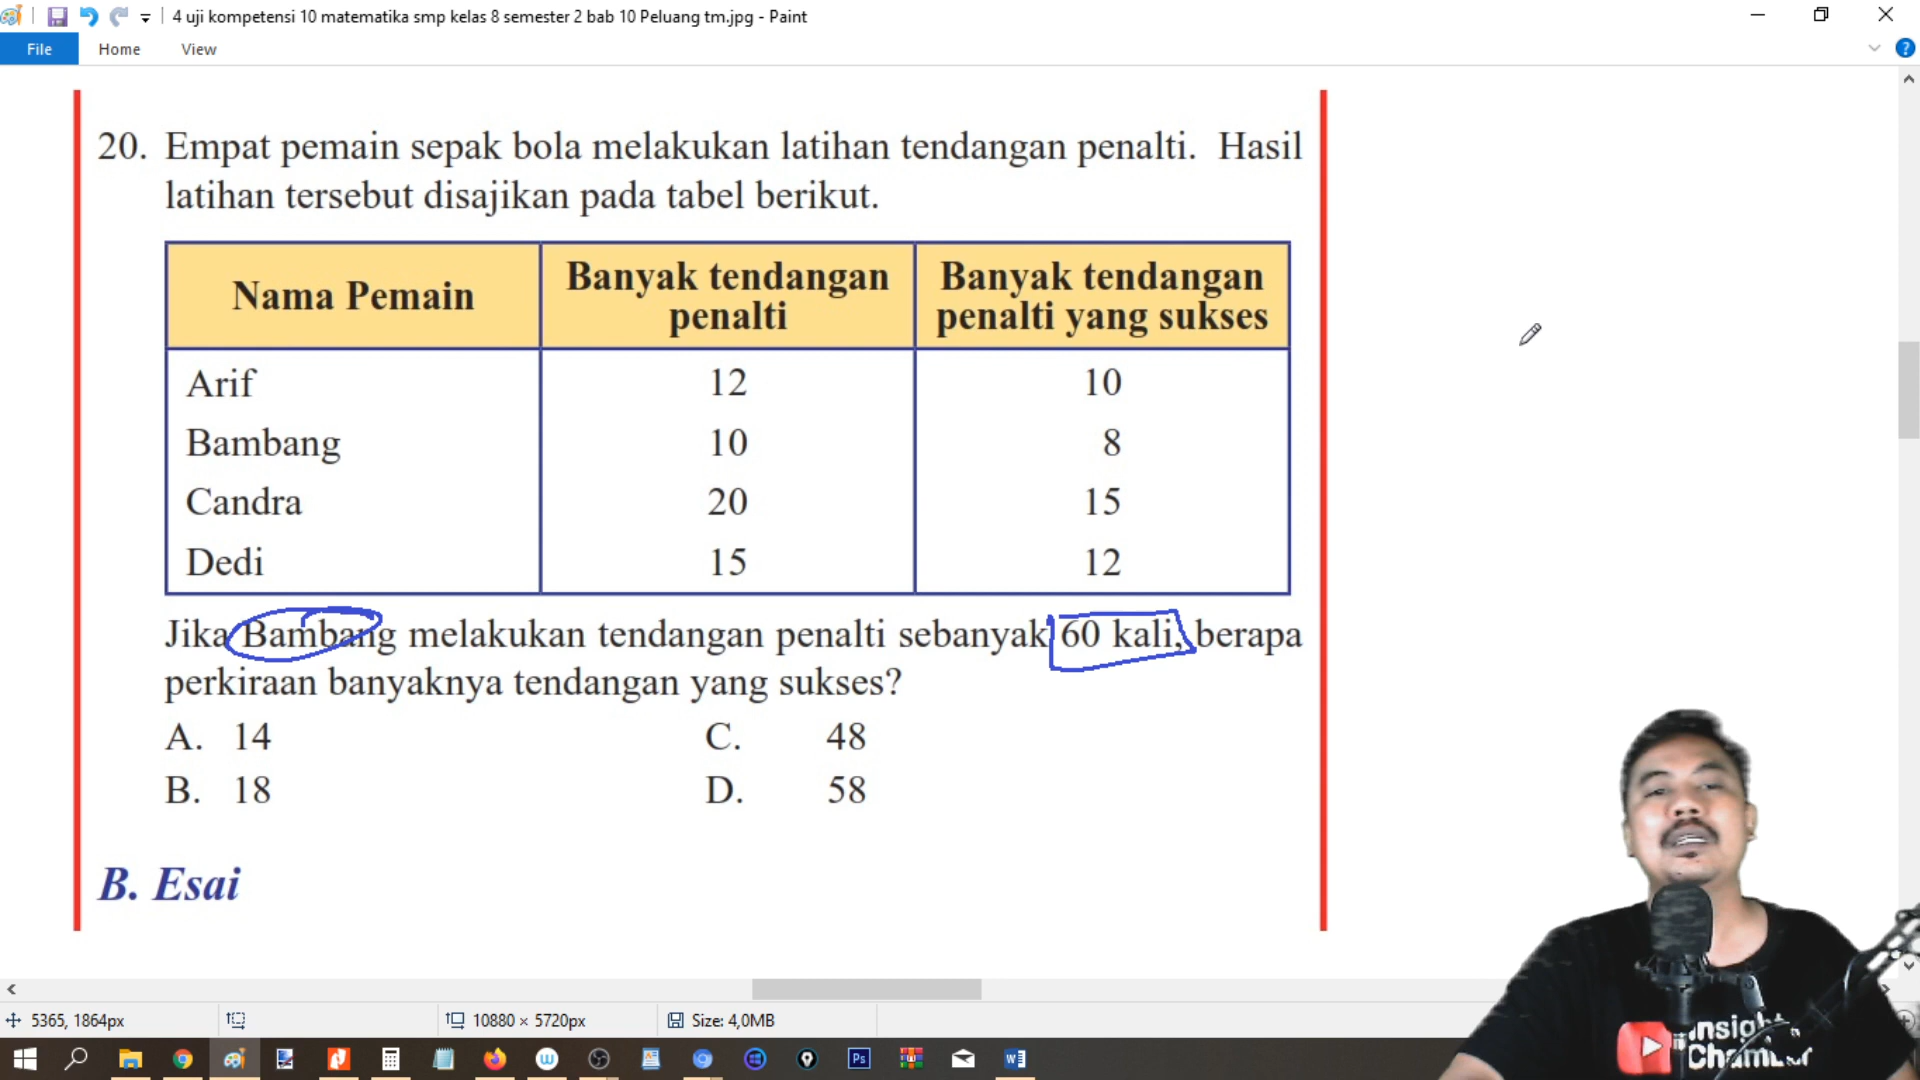 4 uji kompetensi 10 matematika smp kelas 8 semester 2 bab 10 Peluang tm.jpg - Paint
File Home View
20. Empat pemain sepak bola melakukan latihan tendangan penalti. Hasil
latihan tersebut disajikan pada tabel berikut.
Nama Pemain Banyak tendangan penalti Banyak tendangan penalti yang sukses
Arif 12 10
Bambang 10 8
Candra 20 15
Dedi 15 12
Jika Bambang melakukan tendangan penalti sebanyak 60 kali, berapa
perkiraan banyaknya tendangan yang sukses?
A. 14 C. 48
B. 18 D. 58
B. Esai
5365, 1864px 10880 × 5720px Size: 4,0MB
Ps W
Insight
Chamber